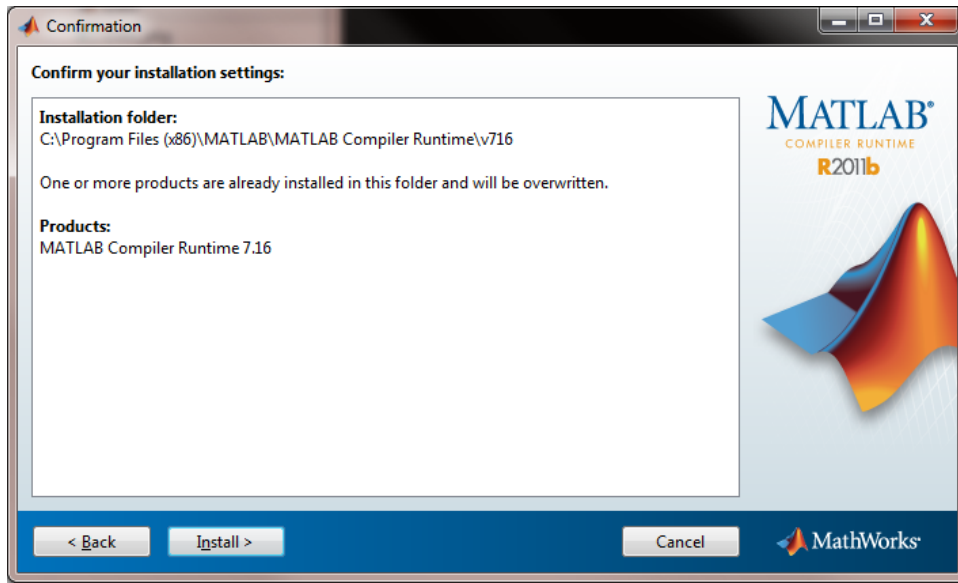 Confirmation
Confirm your installation settings:
Installation folder:
C:\Program Files (x86)\MATLAB\MATLAB Compiler Runtime\v716
One or more products are already installed in this folder and will be overwritten.
Products:
MATLAB Compiler Runtime 7.16
MATLAB®
COMPILER RUNTIME
R2011b
< Back
Install >
Cancel
MathWorks®